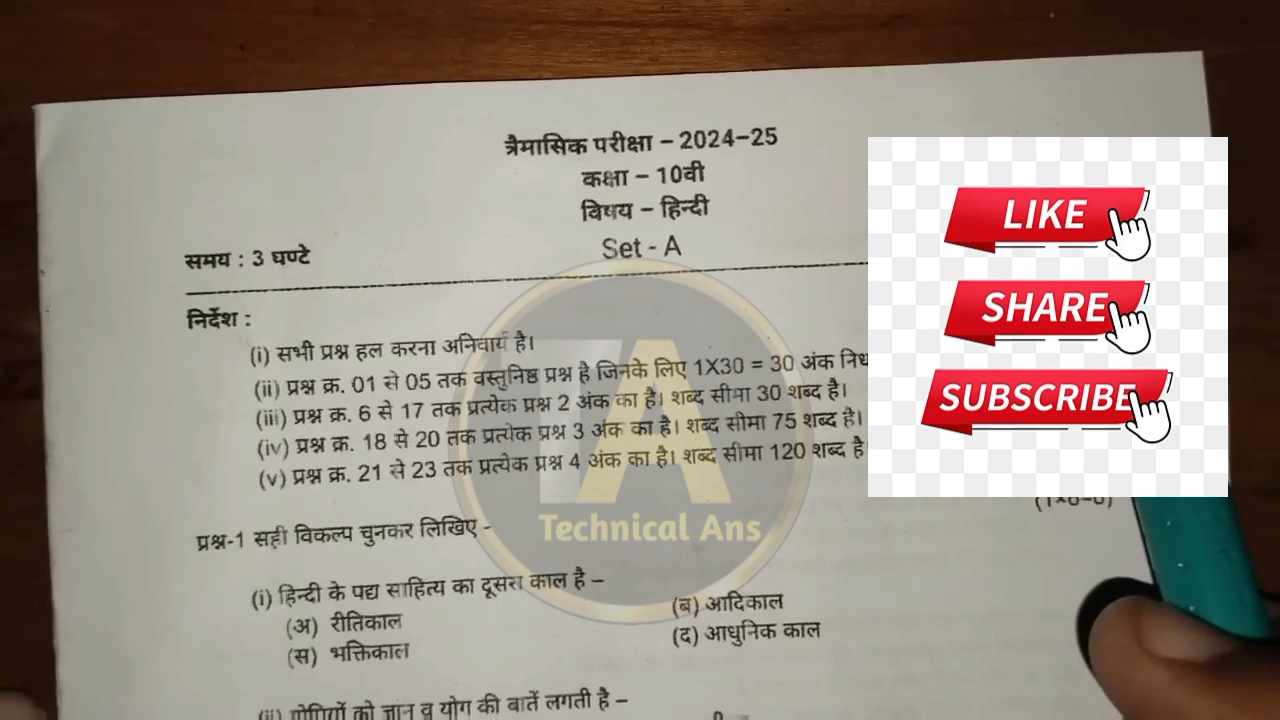 त्रैमासिक परीक्षा – 2024–25
कक्षा – 10वी
विषय – हिन्दी
Set - A
समय : 3 घण्टे
निर्देश :
(i) सभी प्रश्न हल करना अनिवार्य है।
(ii) प्रश्न क्र. 01 से 05 तक वस्तुनिष्ठ प्रश्न है जिनके लिए 1X30 = 30 अंक
(iii) प्रश्न क्र. 6 से 17 तक प्रत्येक प्रश्न 2 अंक का है। शब्द सीमा 30 शब्द है।
(iv) प्रश्न क्र. 18 से 20 तक प्रत्येक प्रश्न 3 अंक का है। शब्द सीमा 75 शब्द है।
(v) प्रश्न क्र. 21 से 23 तक प्रत्येक प्रश्न 4 अंक का है। शब्द सीमा 120 शब्द है
प्रश्न-1 सही विकल्प चुनकर लिखिए -
(i) हिन्दी के पद्य साहित्य का दूसरा काल है –
(अ) रीतिकाल (ब) आदिकाल
(स) भक्तिकाल (द) आधुनिक काल
(ii) गोपियों को ज्ञान व योग की बातें लगती है –
TA
Technical Ans
LIKE
SHARE
SUBSCRIBE